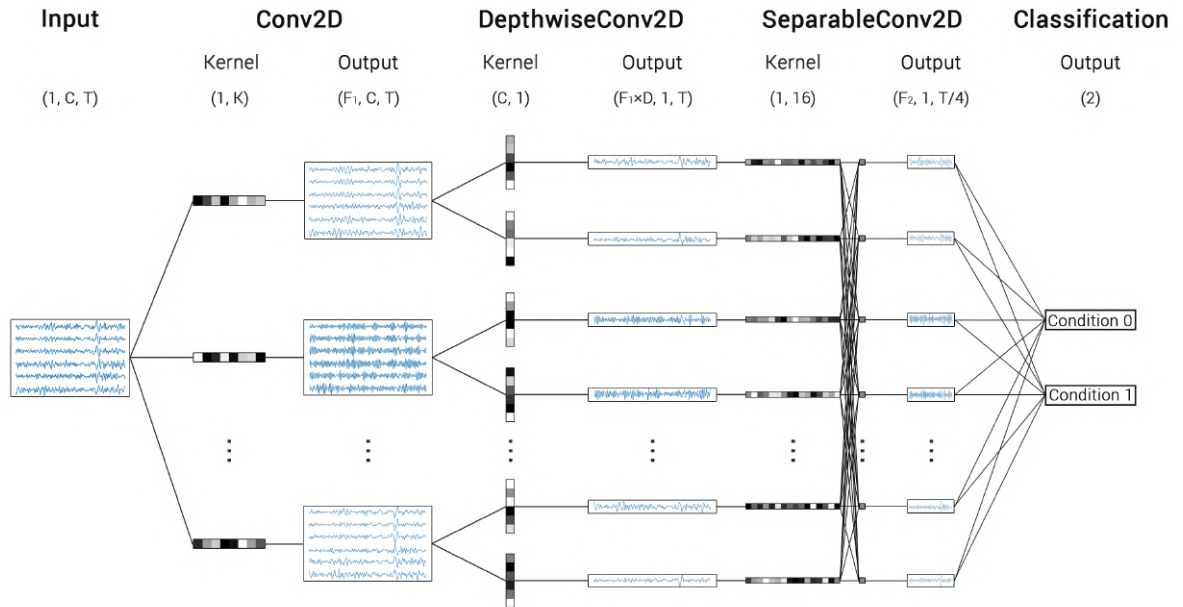 Input Conv2D DepthwiseConv2D SeparableConv2D Classification
Kernel Output Kernel Output Kernel Output Output
(1, C, T) (1, K) (F₁, C, T) (C, 1) (F₁×D, 1, T) (1, 16) (F₂, 1, T/4) (2)
Condition 0
Condition 1